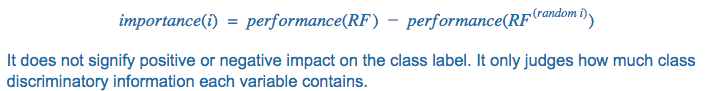 importance(i) = performance(RF) − performance(RF^(random i))
It does not signify positive or negative impact on the class label. It only judges how much class
discriminatory information each variable contains.